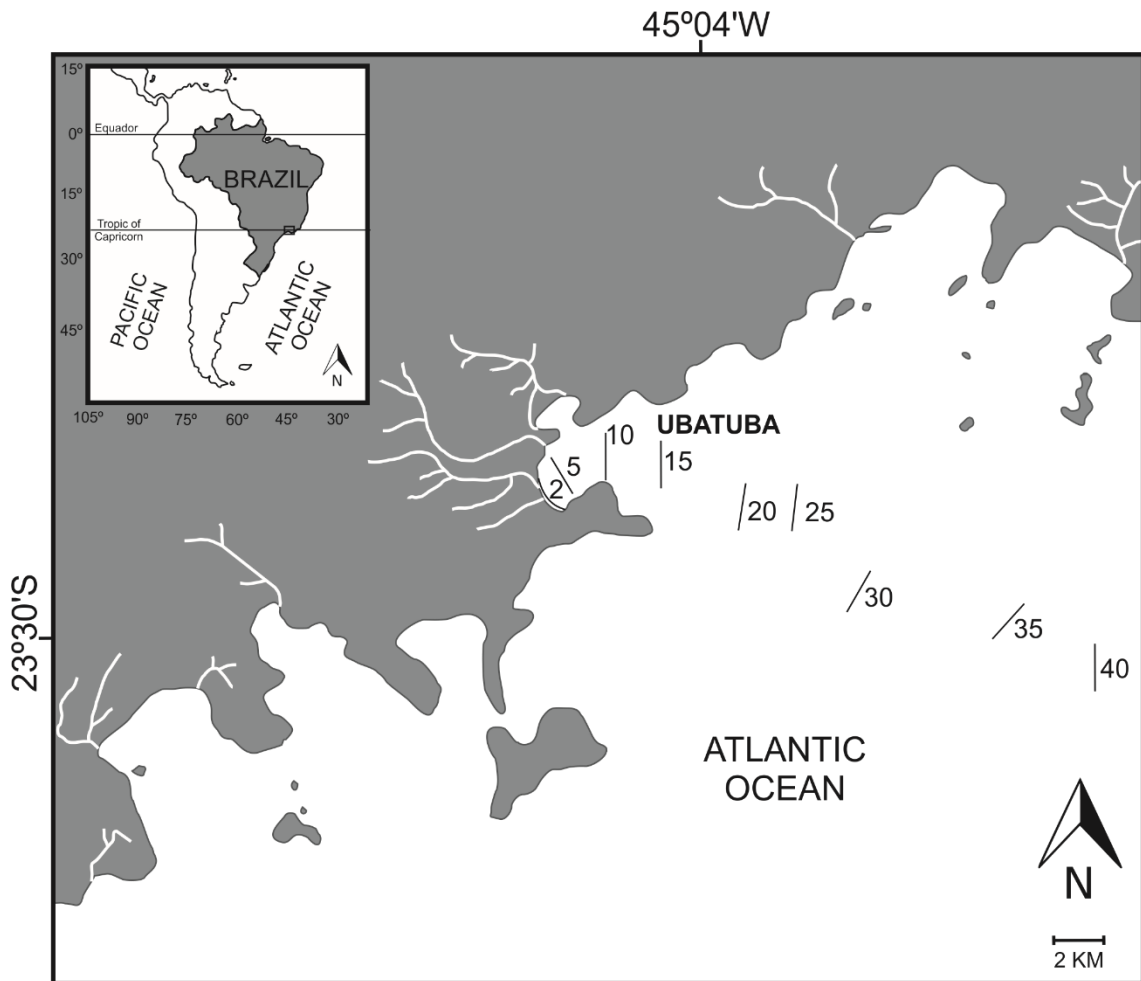 45º04'W
15º
Equador
0º
BRAZIL
15º
Tropic of
Capricorn
30º
PACIFIC
OCEAN
ATLANTIC
OCEAN
45º
N
105º 90º 75º 60º 45º 30º
UBATUBA
10
15
5
2
20
25
30
35
40
23º30'S
ATLANTIC
OCEAN
N
2 KM